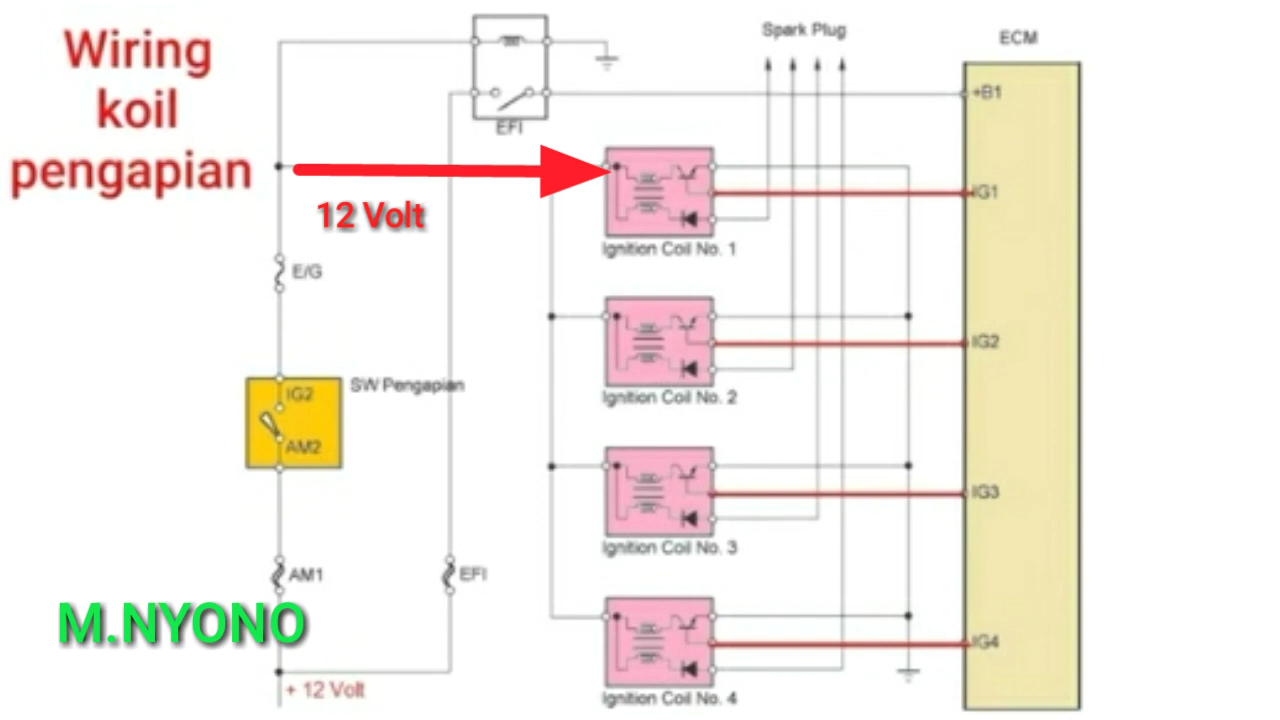 Wiring
koil
pengapian
EFI
Spark Plug
ECM
+B1
12 Volt
IG1
Ignition Coil No. 1
E/G
IG2
Ignition Coil No. 2
SW Pengapian
IG2
AM2
IG3
Ignition Coil No. 3
AM1
EFI
M.NYONO
IG4
+ 12 Volt
Ignition Coil No. 4